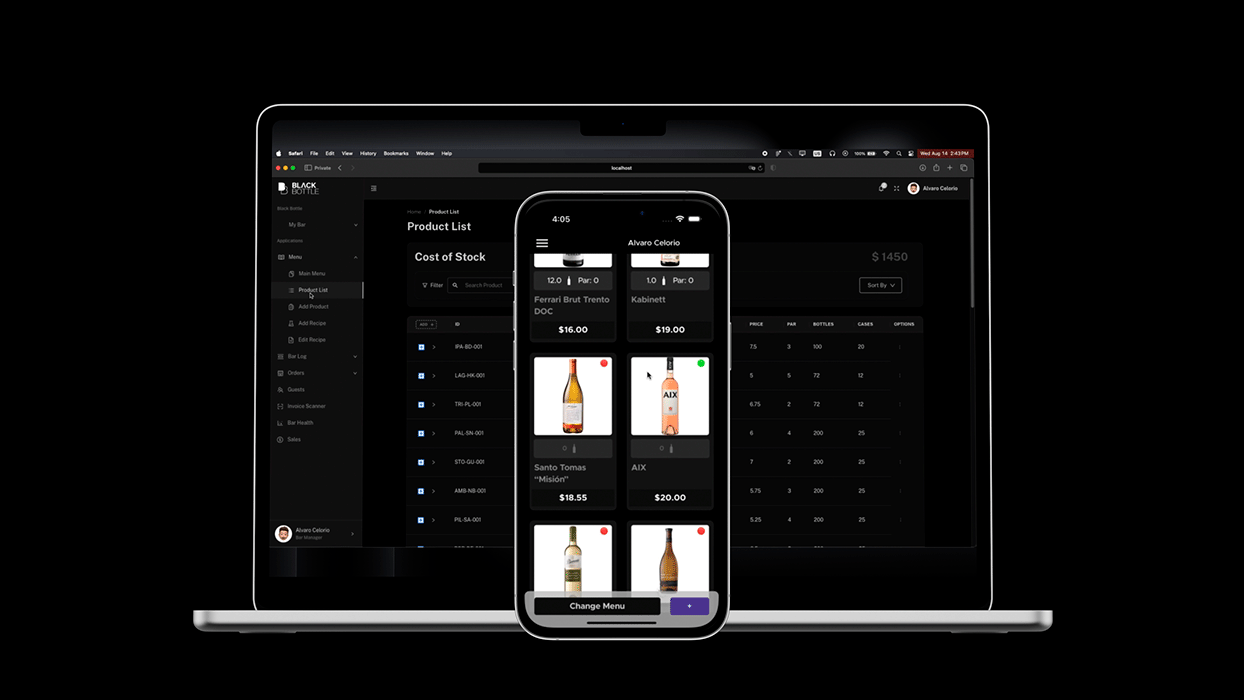 Safari File Edit View History Bookmarks Window Help
100% Wed Aug 14 2:43PM
Private
localhost
BLACK
BOTTLE
Alvaro Celorio
Black Bottle
My Bar
Applications
Menu
Main Menu
Product List
Add Product
Add Recipe
Edit Recipe
Bar Log
Orders
Guests
Invoice Scanner
Bar Health
Sales
Alvaro Celorio
Bar Manager
Home / Product List
Product List
Cost of Stock
$ 1450
Filter
Search Product
Sort By
ADD
ID
PRICE PAR BOTTLES CASES OPTIONS
IPA-BD-001
7.5 3 100 20
LAG-HK-001
5 5 72 12
TRI-PL-001
6.75 2 72 12
PAL-SN-001
6 4 200 25
STO-GU-001
7 2 200 25
AMB-NB-001
5.75 3 200 25
PIL-SA-001
5.25 4 200 25
4:05
Alvaro Celorio
12.0 Par: 0
1.0 Par: 0
Ferrari Brut Trento
DOC
Kabinett
$16.00
$19.00
AIX
0
0
Santo Tomas
“Misión”
AIX
$18.55
$20.00
Change Menu
+